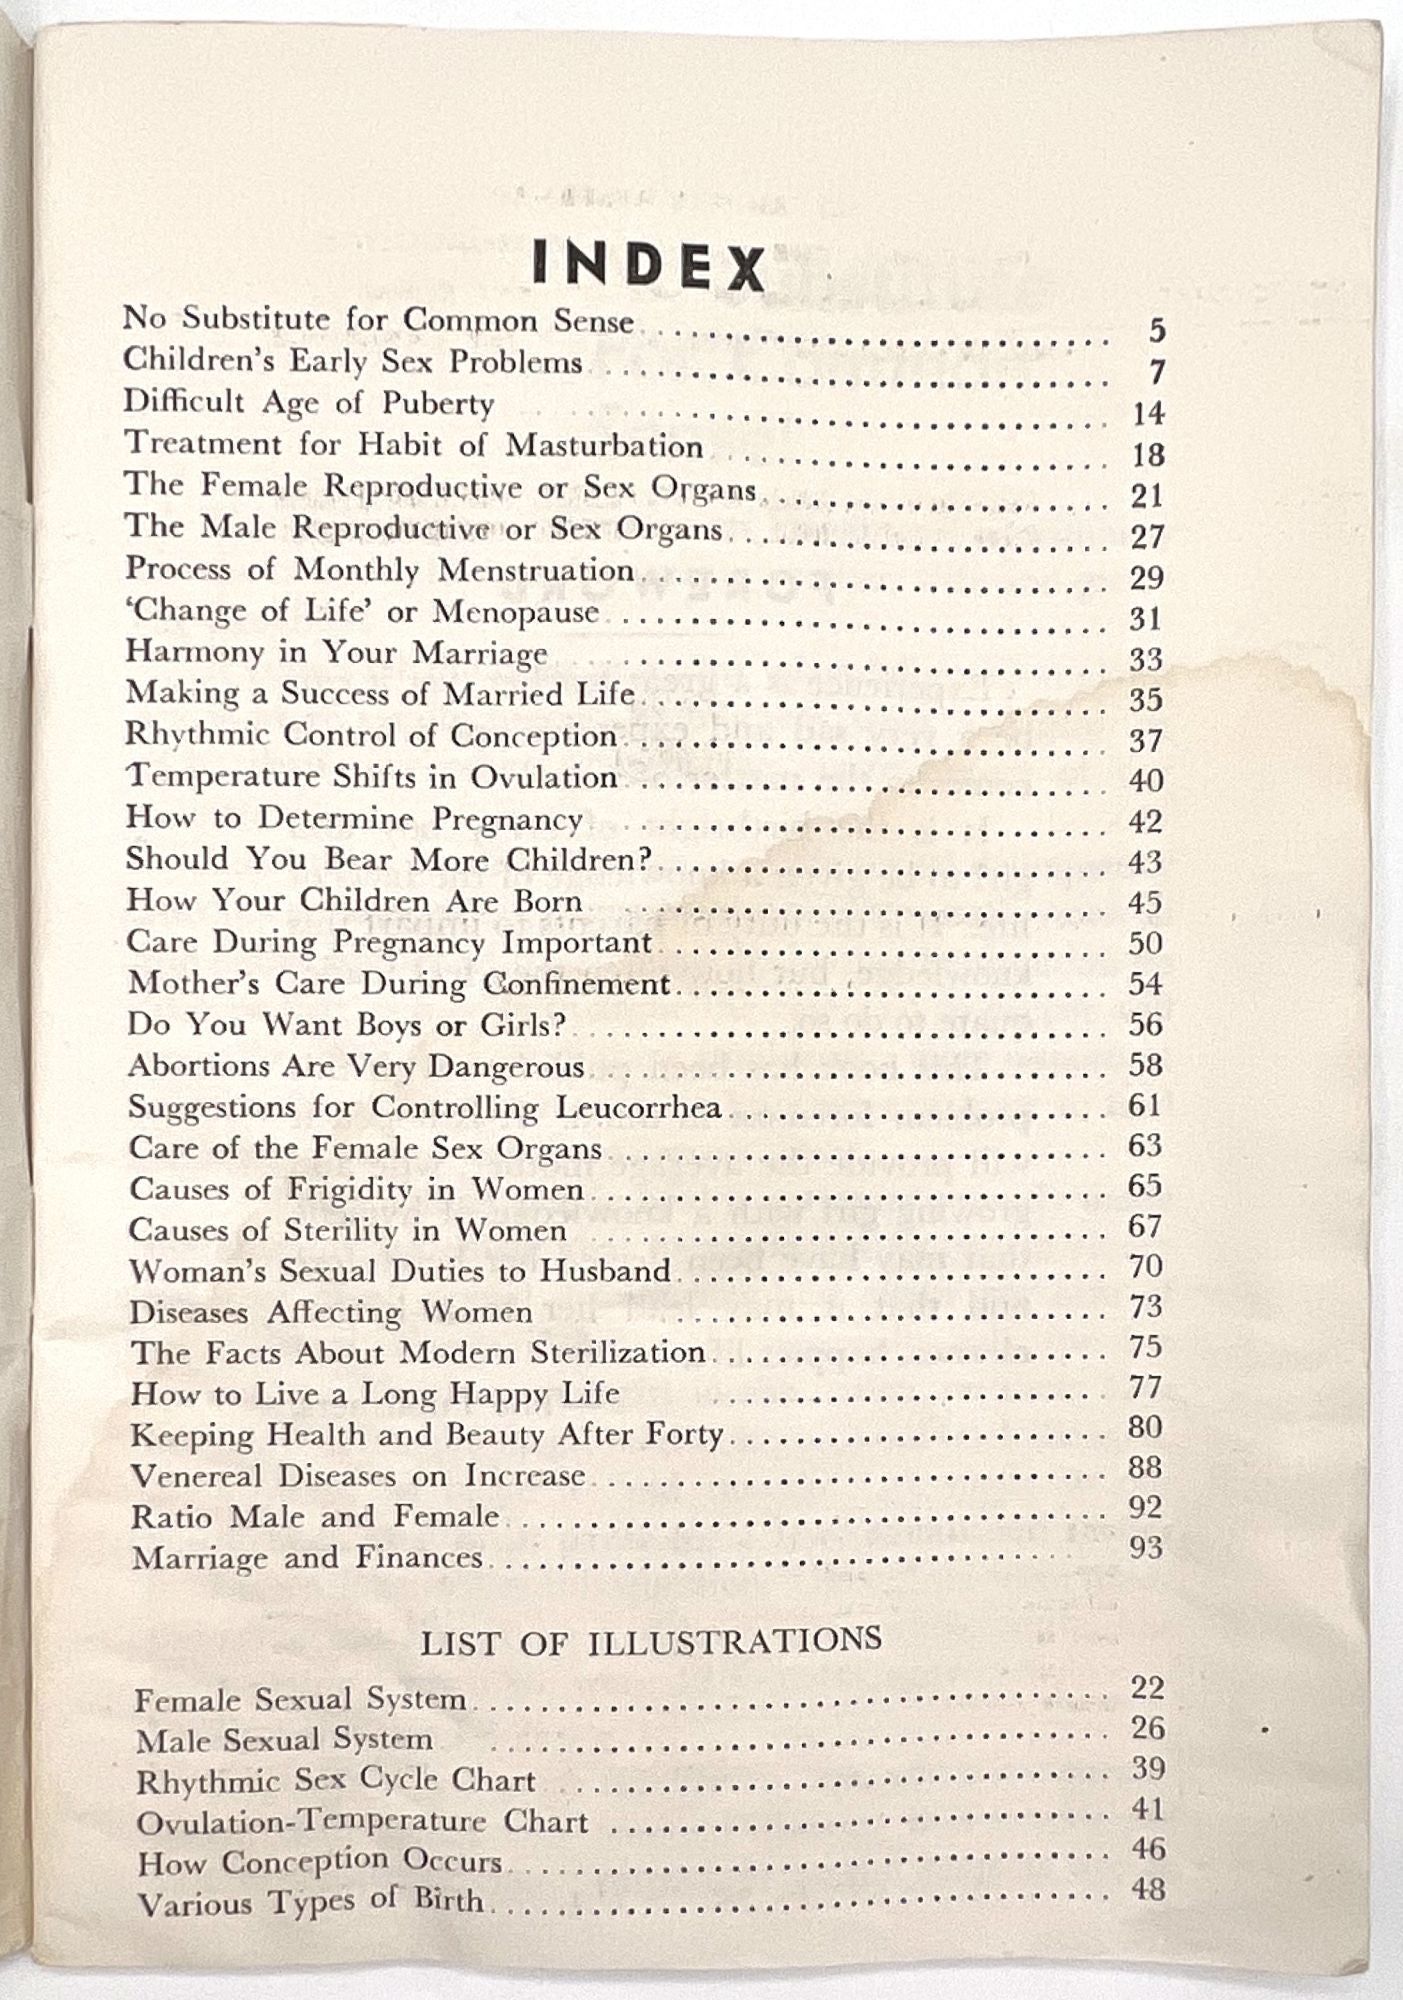 INDEX
No Substitute for Common Sense 5
Children's Early Sex Problems 7
Difficult Age of Puberty 14
Treatment for Habit of Masturbation 18
The Female Reproductive or Sex Organs 21
The Male Reproductive or Sex Organs 27
Process of Monthly Menstruation 29
'Change of Life' or Menopause 31
Harmony in Your Marriage 33
Making a Success of Married Life 35
Rhythmic Control of Conception 37
Temperature Shifts in Ovulation 40
How to Determine Pregnancy 42
Should You Bear More Children? 43
How Your Children Are Born 45
Care During Pregnancy Important 50
Mother's Care During Confinement 54
Do You Want Boys or Girls? 56
Abortions Are Very Dangerous 58
Suggestions for Controlling Leucorrhea 61
Care of the Female Sex Organs 63
Causes of Frigidity in Women 65
Causes of Sterility in Women 67
Woman's Sexual Duties to Husband 70
Diseases Affecting Women 73
The Facts About Modern Sterilization 75
How to Live a Long Happy Life 77
Keeping Health and Beauty After Forty 80
Venereal Diseases on Increase 88
Ratio Male and Female 92
Marriage and Finances 93
LIST OF ILLUSTRATIONS
Female Sexual System 22
Male Sexual System 26
Rhythmic Sex Cycle Chart 39
Ovulation-Temperature Chart 41
How Conception Occurs 46
Various Types of Birth 48